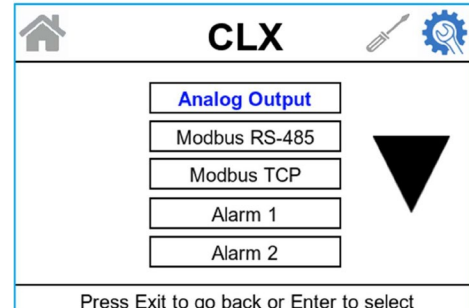 CLX
Analog Output
Modbus RS-485
Modbus TCP
Alarm 1
Alarm 2
Press Exit to go back or Enter to select